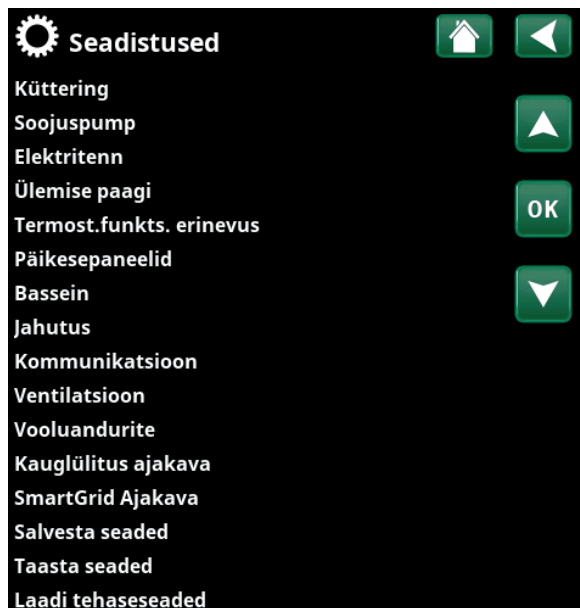 Seadistused
Küttering
Soojuspump
Elektritenn
Ülemise paagi
Termost.funkts. erinevus
Päikesepaneelid
Bassein
Jahutus
Kommunikatsioon
Ventilatsioon
Vooluandurite
Kauglülitus ajakava
SmartGrid Ajakava
Salvesta seaded
Taasta seaded
Laadi tehaseseaded
OK